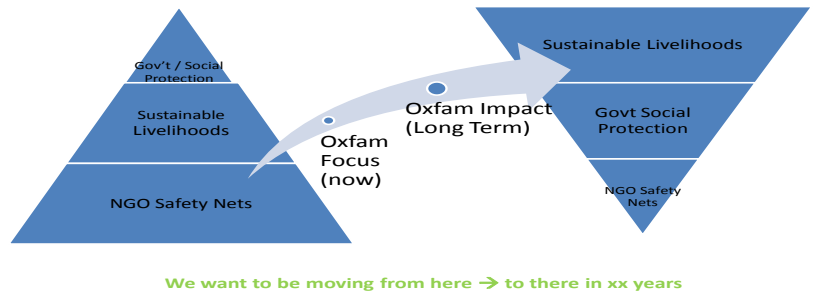 Gov't / Social
Protection
Sustainable
Livelihoods
NGO Safety Nets
Oxfam
Focus
(now)
Oxfam Impact
(Long Term)
Sustainable Livelihoods
Govt Social
Protection
NGO Safety
Nets
We want to be moving from here → to there in xx years